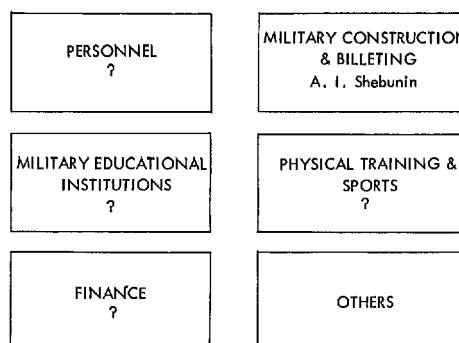 PERSONNEL
?
MILITARY CONSTRUCTION
& BILLETING
A. I. Shebunin
MILITARY EDUCATIONAL
INSTITUTIONS
?
PHYSICAL TRAINING &
SPORTS
?
FINANCE
?
OTHERS